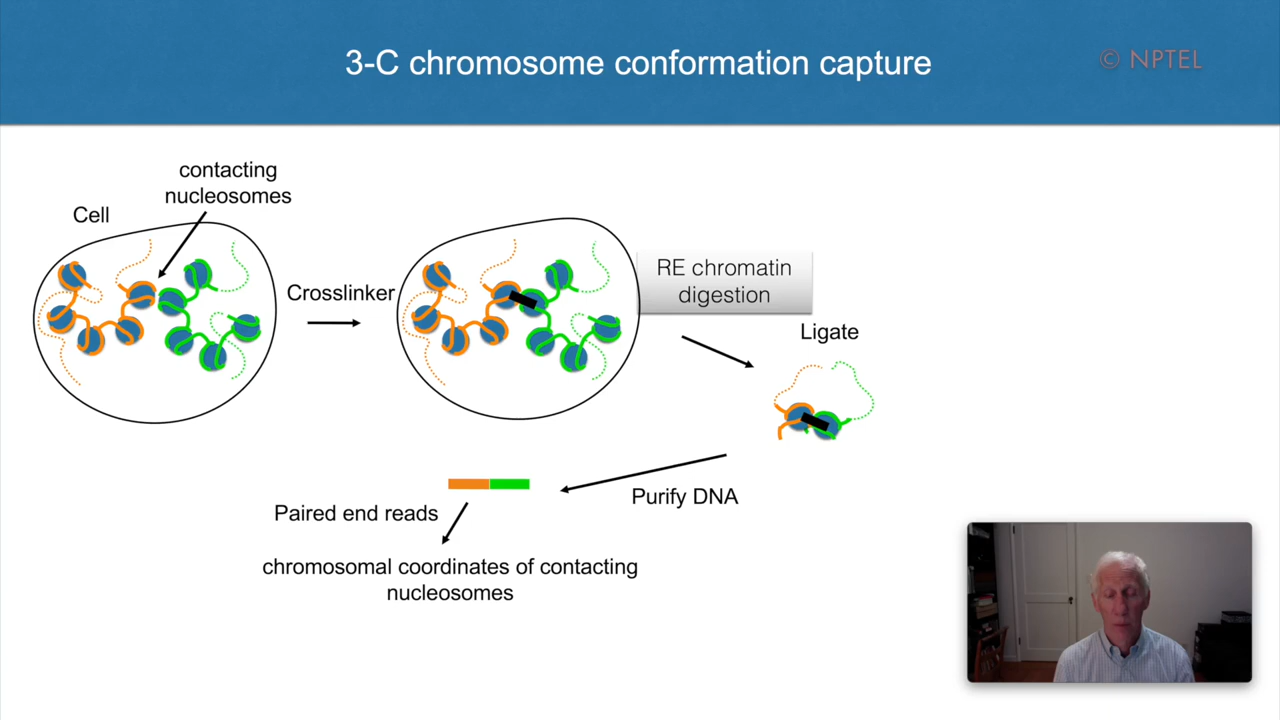 3-C chromosome conformation capture
© NPTEL
contacting
nucleosomes
Cell
Crosslinker
RE chromatin
digestion
Ligate
Purify DNA
Paired end reads
chromosomal coordinates of contacting
nucleosomes